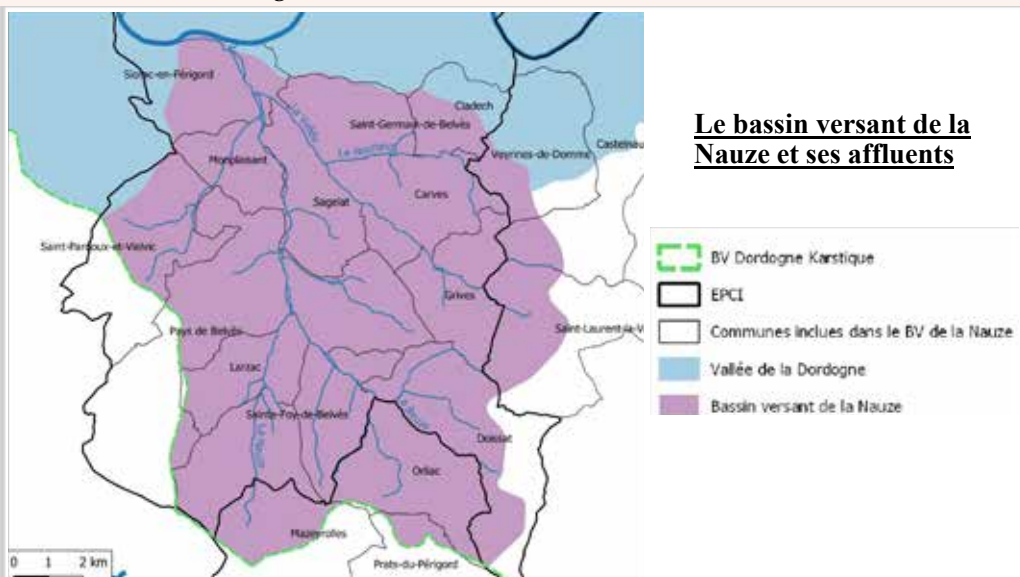 Siorac-en-Périgord
Cladech
Saint-Germain-de-Belvès
Veyrines-de-Domme
Castelnau
Monplaisant
Carves
Sagelat
Saint-Pardoux-et-Vielvic
Grives
Saint-Laurent-la-V
Pays de Belvès
Larzac
Sainte-Foy-de-Belvès
Doissat
Orliac
Mazeyrolles
Prats-du-Périgord
0 1 2 km
Le bassin versant de la
Nauze et ses affluents
BV Dordogne Karstique
EPCI
Communes inclues dans le BV de la Nauze
Vallée de la Dordogne
Bassin versant de la Nauze